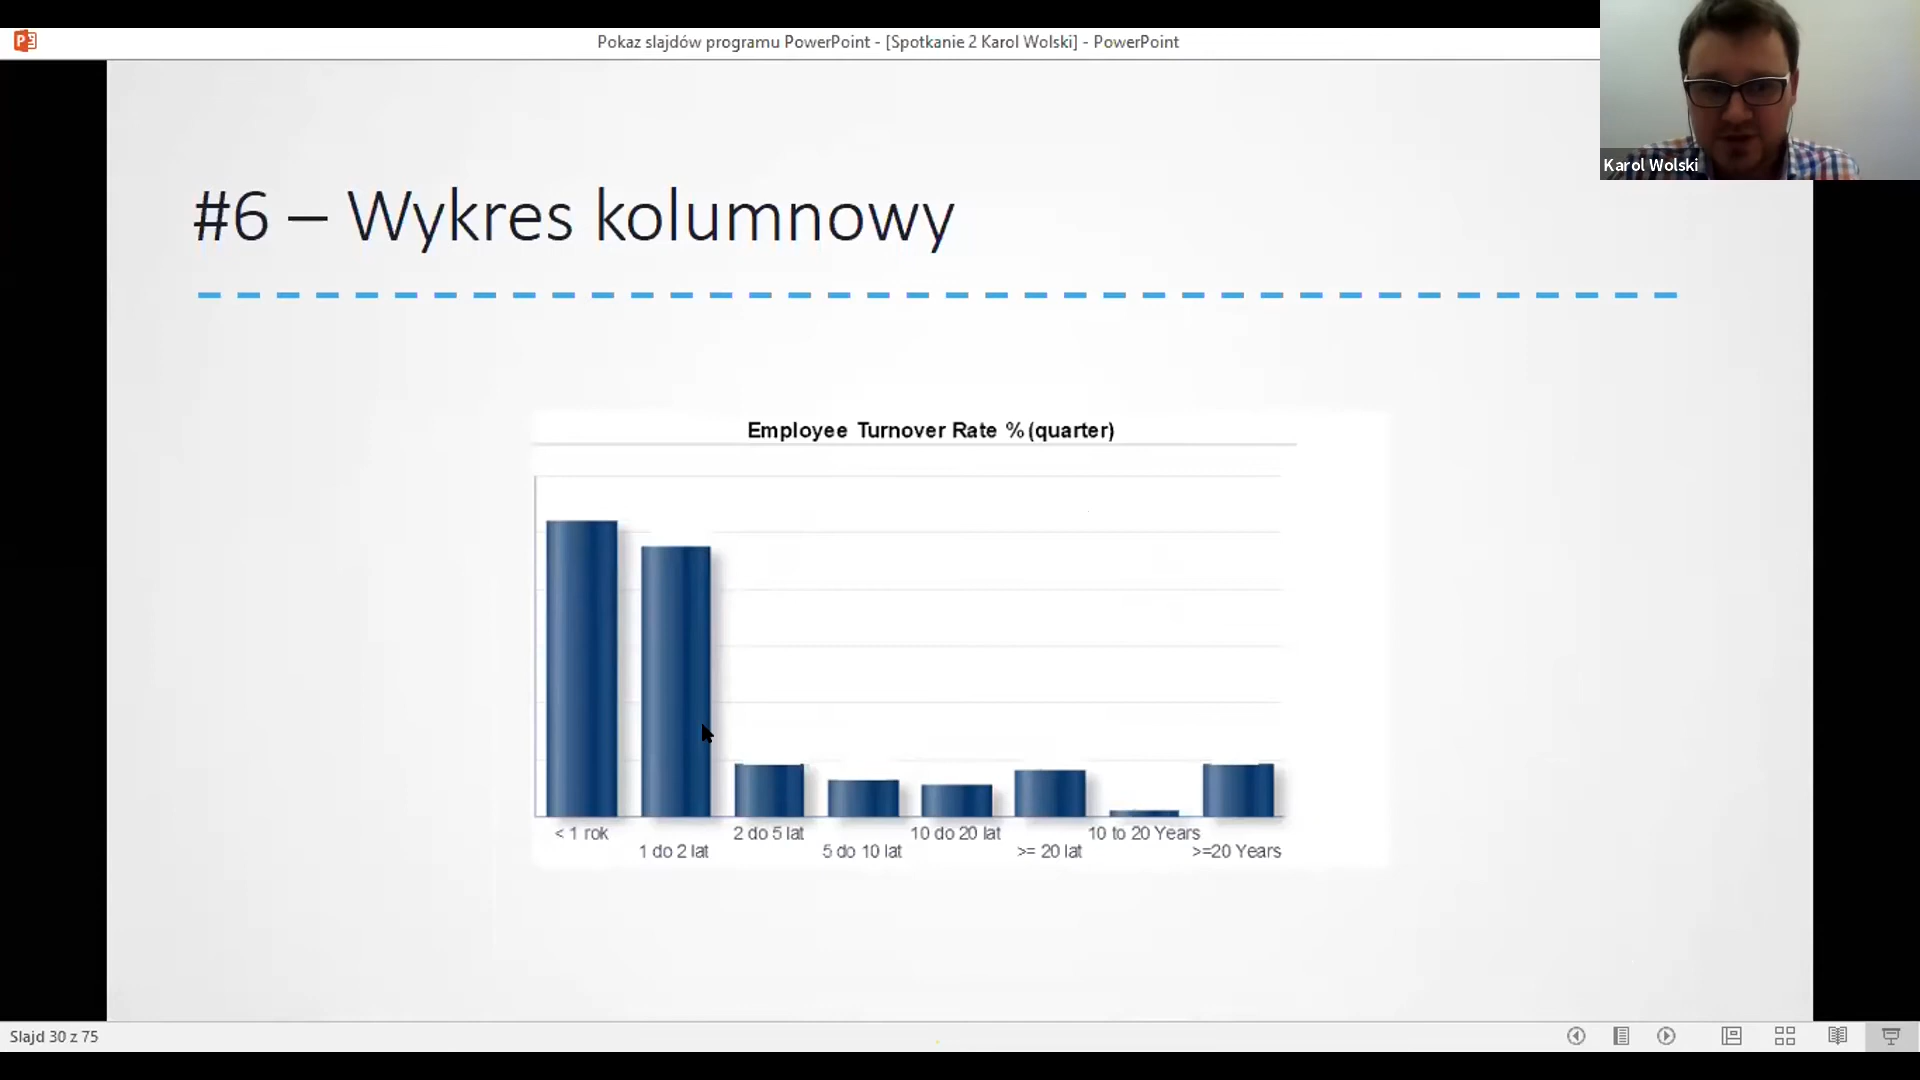 Pokaz slajdów programu PowerPoint - [Spotkanie 2 Karol Wolski] - PowerPoint
Karol Wolski
#6 – Wykres kolumnowy
Employee Turnover Rate % (quarter)
< 1 rok
1 do 2 lat
2 do 5 lat
5 do 10 lat
10 do 20 lat
>= 20 lat
10 to 20 Years
>=20 Years
Slajd 30 z 75